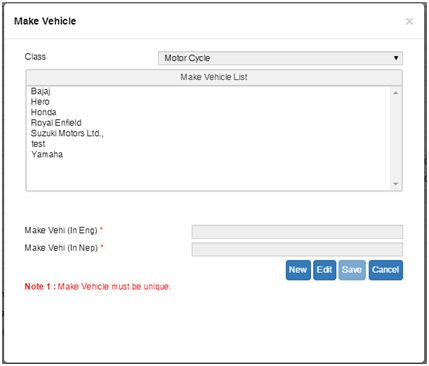 Make Vehicle ×
Class Motor Cycle
Make Vehicle List
Bajaj
Hero
Honda
Royal Enfield
Suzuki Motors Ltd.,
test
Yamaha
Make Vehi (In Eng) *
Make Vehi (In Nep) *
New Edit Save Cancel
Note 1 : Make Vehicle must be unique.